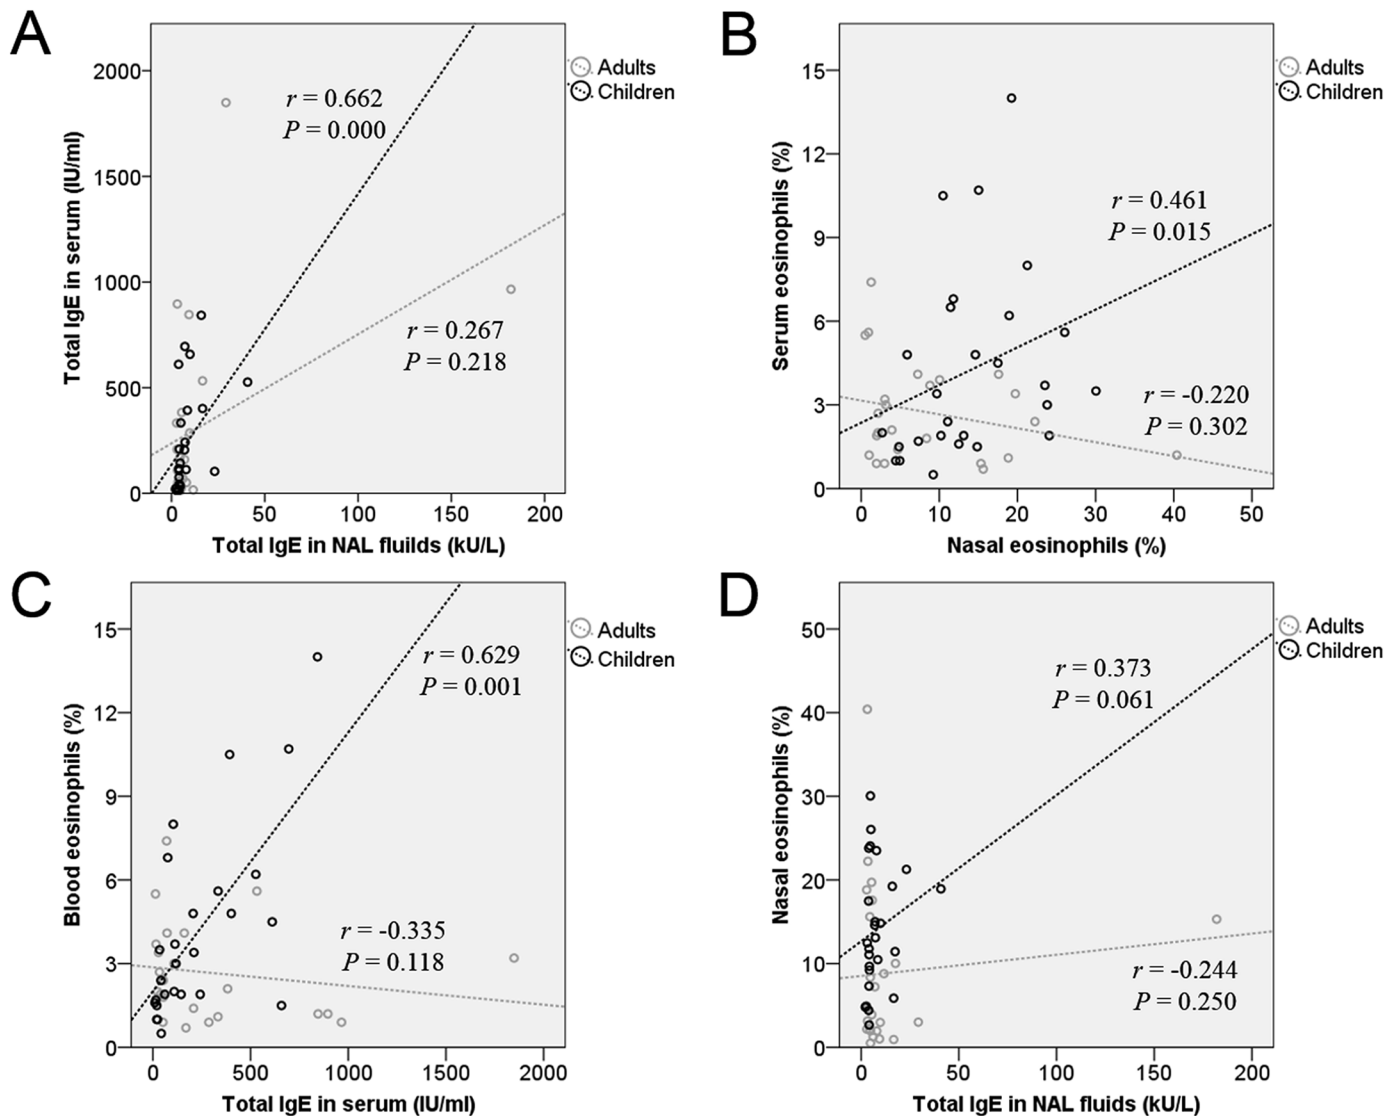 A
Total IgE in serum (IU/ml)
2000
1500
1000
500
0
r = 0.662
P = 0.000
r = 0.267
P = 0.218
0 50 100 150 200
Total IgE in NAL fluilds (kU/L)
Adults
Children
B
Serum eosinophils (%)
15
12
9
6
3
0
r = 0.461
P = 0.015
r = -0.220
P = 0.302
0 10 20 30 40 50
Nasal eosinophils (%)
Adults
Children
C
Blood eosinophils (%)
15
12
9
6
3
0
r = 0.629
P = 0.001
r = -0.335
P = 0.118
0 500 1000 1500 2000
Total IgE in serum (IU/ml)
Adults
Children
D
Nasal eosinophils (%)
50
40
30
20
10
0
r = 0.373
P = 0.061
r = -0.244
P = 0.250
0 50 100 150 200
Total IgE in NAL fluids (kU/L)
Adults
Children